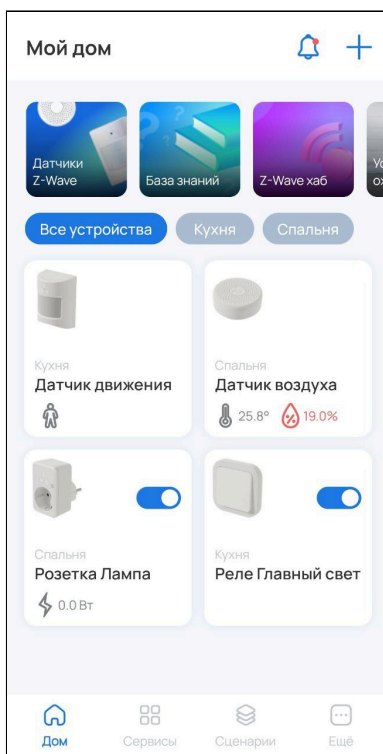 Мой дом
Датчики
Z-Wave
База знаний
Z-Wave хаб
Все устройства
Кухня
Спальня
Кухня
Датчик движения
Спальня
Датчик воздуха
25.8°
19.0%
Спальня
Розетка Лампа
0.0 Вт
Кухня
Реле Главный свет
Дом
Сервисы
Сценарии
Ещё